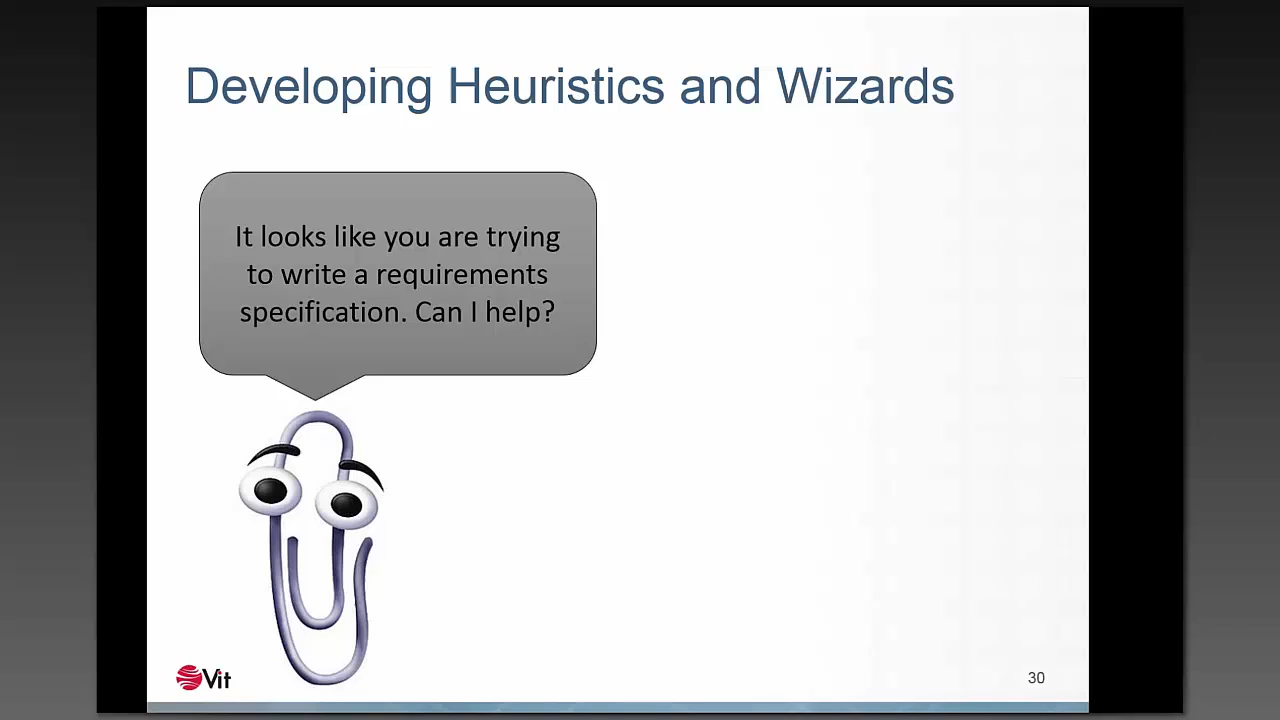 Developing Heuristics and Wizards
It looks like you are trying
to write a requirements
specification. Can I help?
Vit
30